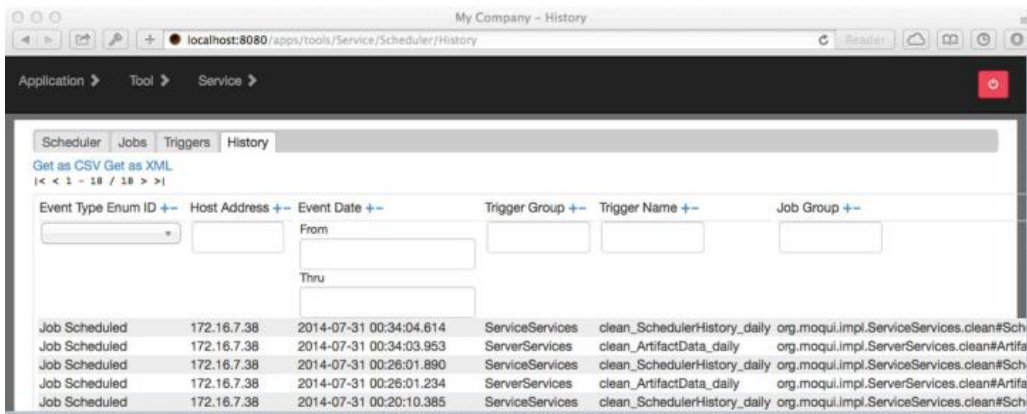 My Company – History
localhost:8080/apps/tools/Service/Scheduler/History
Reader
Application Tool Service
Scheduler Jobs Triggers History
Get as CSV Get as XML
|< < 1 - 18 / 18 > >|
Event Type Enum ID +- Host Address +- Event Date +- Trigger Group +- Trigger Name +- Job Group +-
From
Thru
Job Scheduled 172.16.7.38 2014-07-31 00:34:04.614 ServiceServices clean_SchedulerHistory_daily org.moqui.impl.ServiceServices.clean#Sch
Job Scheduled 172.16.7.38 2014-07-31 00:34:03.953 ServerServices clean_ArtifactData_daily org.moqui.impl.ServerServices.clean#Artifa
Job Scheduled 172.16.7.38 2014-07-31 00:26:01.890 ServiceServices clean_SchedulerHistory_daily org.moqui.impl.ServiceServices.clean#Sch
Job Scheduled 172.16.7.38 2014-07-31 00:26:01.234 ServerServices clean_ArtifactData_daily org.moqui.impl.ServerServices.clean#Artifa
Job Scheduled 172.16.7.38 2014-07-31 00:20:10.385 ServiceServices clean_SchedulerHistory_daily org.moqui.impl.ServiceServices.clean#Sch